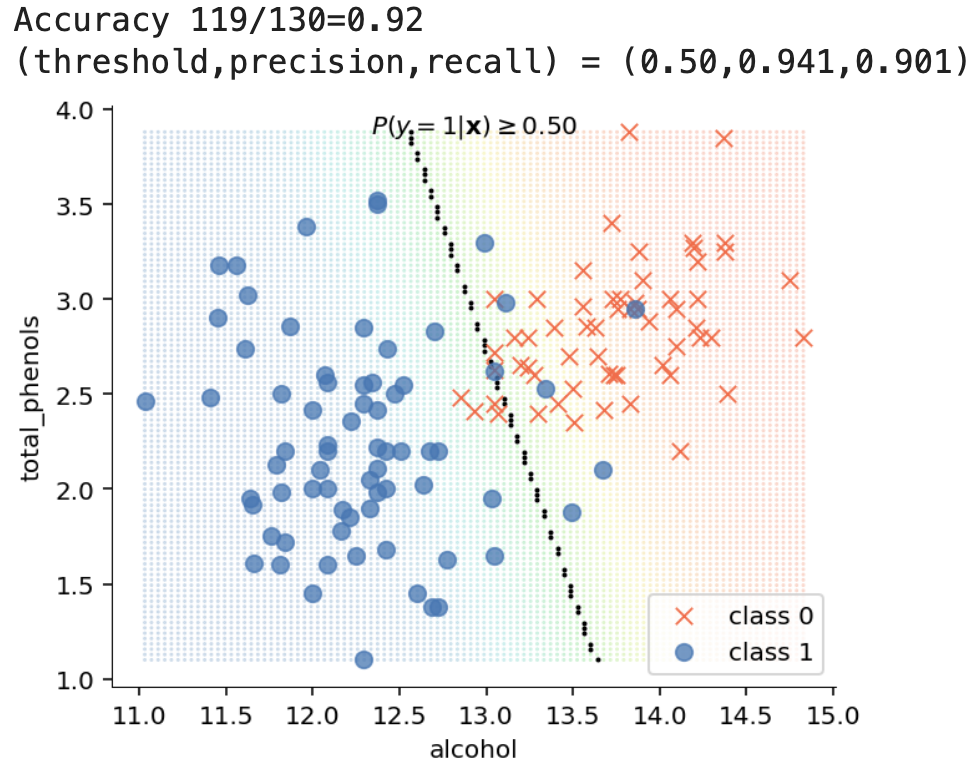 Accuracy 119/130=0.92
(threshold,precision,recall) = (0.50,0.941,0.901)
P(y = 1|x) ≥ 0.50
4.0
3.5
3.0
2.5
2.0
1.5
1.0
total_phenols
class 0
class 1
11.0 11.5 12.0 12.5 13.0 13.5 14.0 14.5 15.0
alcohol